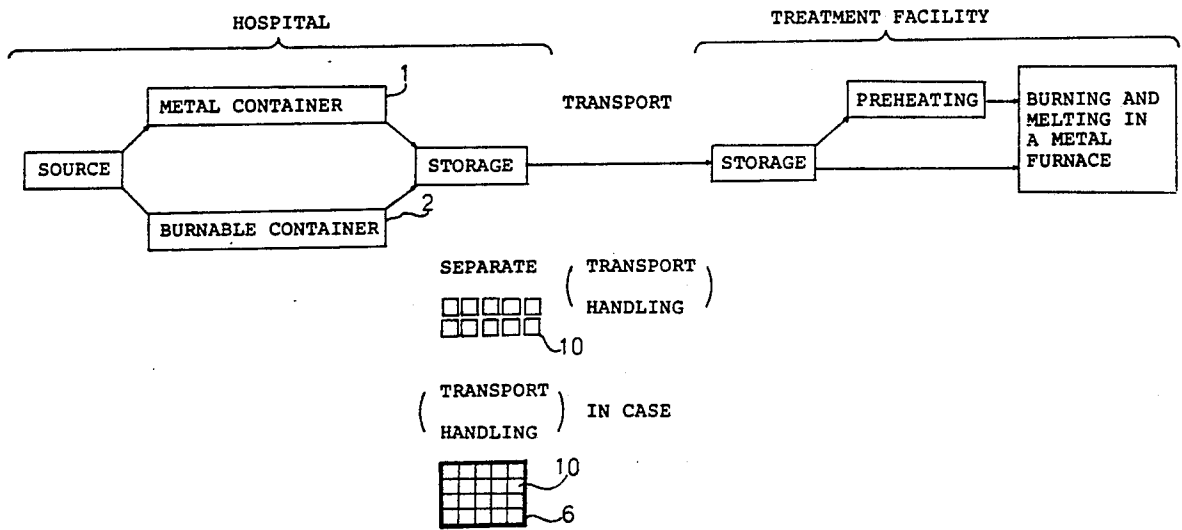 HOSPITAL
TREATMENT FACILITY
1
METAL CONTAINER
TRANSPORT
PREHEATING
BURNING AND
MELTING IN
A METAL
FURNACE
SOURCE
STORAGE
STORAGE
2
BURNABLE CONTAINER
SEPARATE
( TRANSPORT
HANDLING )
10
( TRANSPORT
HANDLING ) IN CASE
10
6